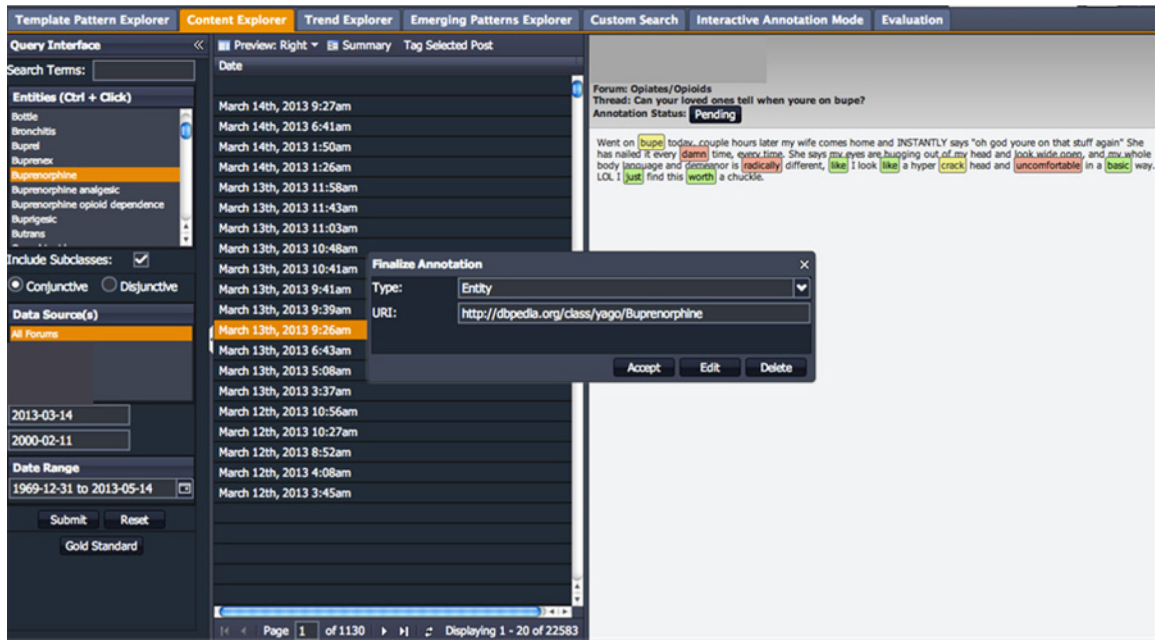 Template Pattern Explorer
Content Explorer
Trend Explorer
Emerging Patterns Explorer
Custom Search
Interactive Annotation Mode
Evaluation
Query Interface
Search Terms:
Entities (Ctrl + Click)
Bottle
Bronchitis
Buprel
Buprenex
Buprenorphine
Buprenorphine analgesic
Buprenorphine opioid dependence
Buprigesic
Butrans
Include Subclasses:
Conjunctive Disjunctive
Data Source(s)
All Forums
2013-03-14
2000-02-11
Date Range
1969-12-31 to 2013-05-14
Submit Reset
Gold Standard
Preview: Right Summary Tag Selected Post
Date
March 14th, 2013 9:27am
March 14th, 2013 6:41am
March 14th, 2013 1:50am
March 14th, 2013 1:26am
March 13th, 2013 11:58am
March 13th, 2013 11:43am
March 13th, 2013 11:03am
March 13th, 2013 10:48am
March 13th, 2013 10:41am
March 13th, 2013 9:41am
March 13th, 2013 9:39am
March 13th, 2013 9:26am
March 13th, 2013 6:43am
March 13th, 2013 5:08am
March 13th, 2013 3:37am
March 12th, 2013 10:56am
March 12th, 2013 10:27am
March 12th, 2013 8:52am
March 12th, 2013 4:08am
March 12th, 2013 3:45am
Page 1 of 1130 Displaying 1 - 20 of 22583
Forum: Opiates/Opioids
Thread: Can your loved ones tell when youre on bupe?
Annotation Status: Pending
Went on bupe today, couple hours later my wife comes home and INSTANTLY says "oh god youre on that stuff again" She
has nailed it every damn time, every time. She says my eyes are bugging out of my head and look wide open, and my whole
body language and demeanor is radically different, like I look like a hyper crack head and uncomfortable in a basic way.
LOL I just find this worth a chuckle.
Finalize Annotation
Type: Entity
URI: http://dbpedia.org/class/yago/Buprenorphine
Accept Edit Delete